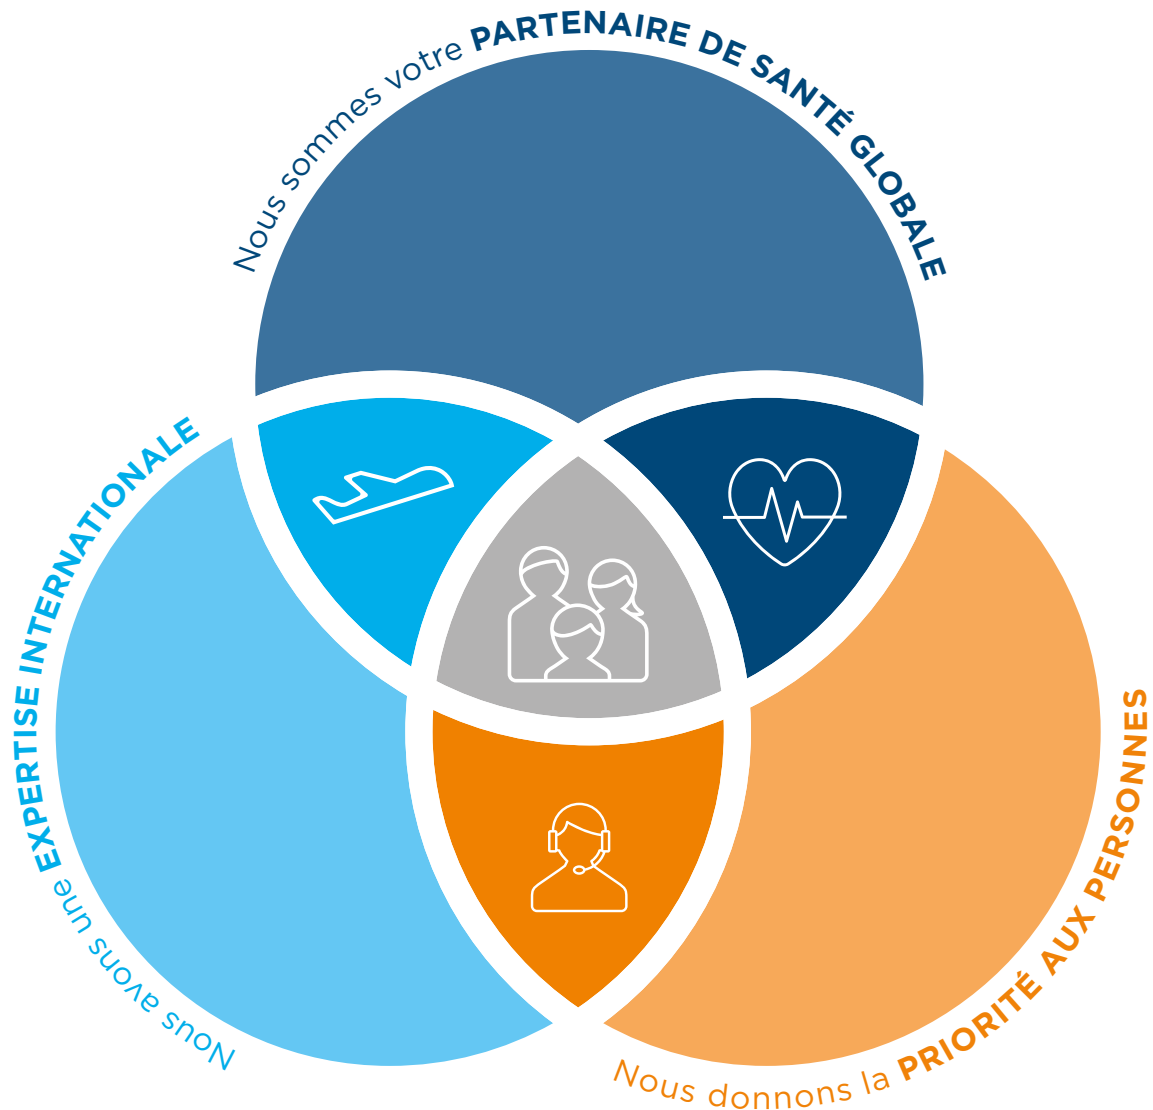 Nous sommes votre PARTENAIRE DE SANTÉ GLOBALE
Nous avons une EXPERTISE INTERNATIONALE
Nous donnons la PRIORITÉ AUX PERSONNES